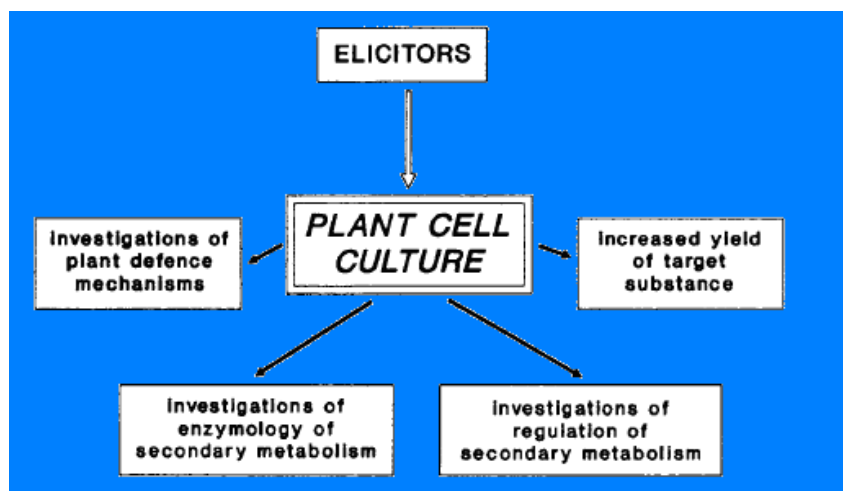 ELICITORS
PLANT CELL
CULTURE
investigations of
plant defence
mechanisms
increased yield
of target
substance
investigations of
enzymology of
secondary metabolism
investigations of
regulation of
secondary metabolism